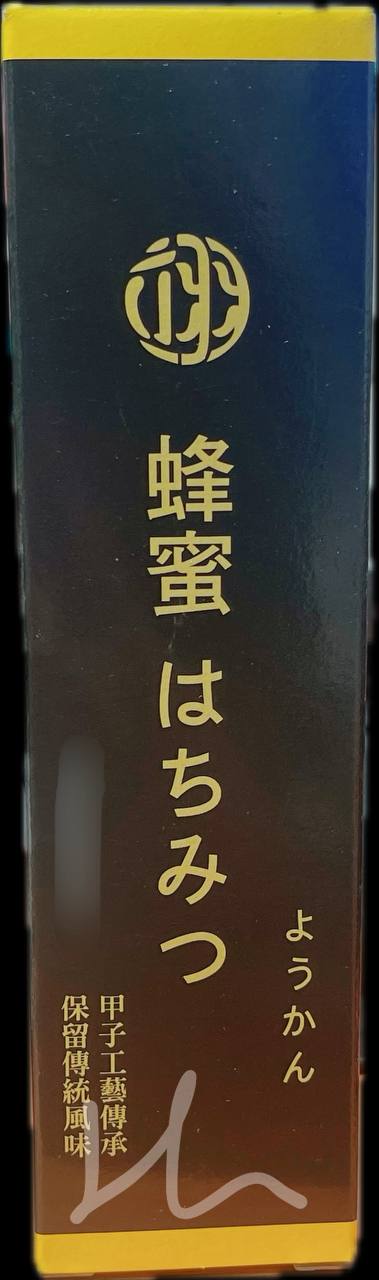 蜂蜜 はちみつ
ようかん
甲子工藝傳承
保留傳統風味